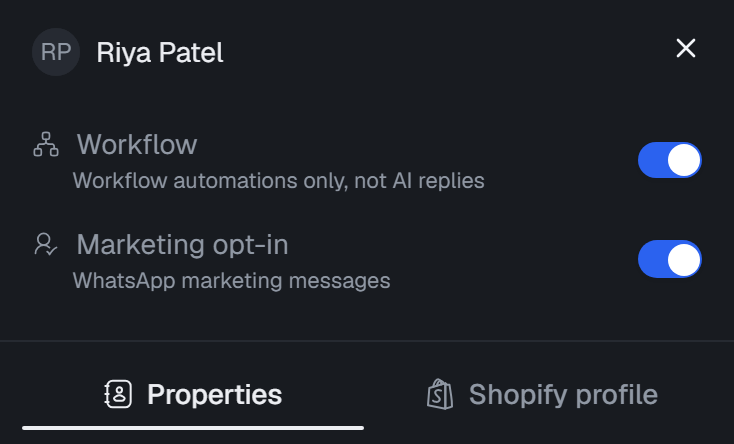 RP
Riya Patel
Workflow
Workflow automations only, not AI replies
Marketing opt-in
WhatsApp marketing messages
Properties
Shopify profile